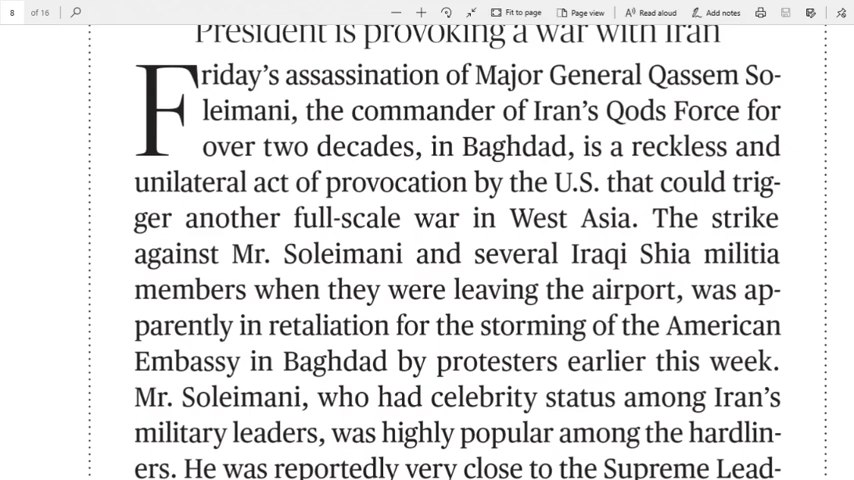 8 of 16 Fit to page Page view Read aloud Add notes
President is provoking a war with Iran
Friday's assassination of Major General Qassem So-
leimani, the commander of Iran's Qods Force for
over two decades, in Baghdad, is a reckless and
unilateral act of provocation by the U.S. that could trig-
ger another full-scale war in West Asia. The strike
against Mr. Soleimani and several Iraqi Shia militia
members when they were leaving the airport, was ap-
parently in retaliation for the storming of the American
Embassy in Baghdad by protesters earlier this week.
Mr. Soleimani, who had celebrity status among Iran's
military leaders, was highly popular among the hardlin-
ers. He was reportedly very close to the Supreme Lead-